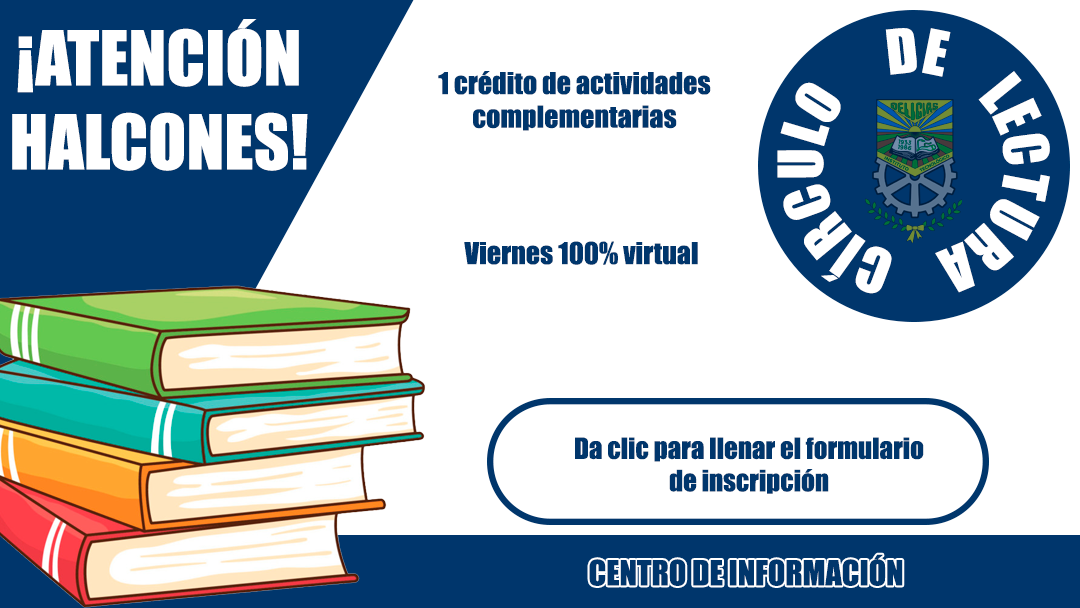 ¡ATENCIÓN
HALCONES!
1 crédito de actividades
complementarias
Viernes 100% virtual
CÍRCULO DE LECTURA
Da clic para llenar el formulario
de inscripción
CENTRO DE INFORMACIÓN